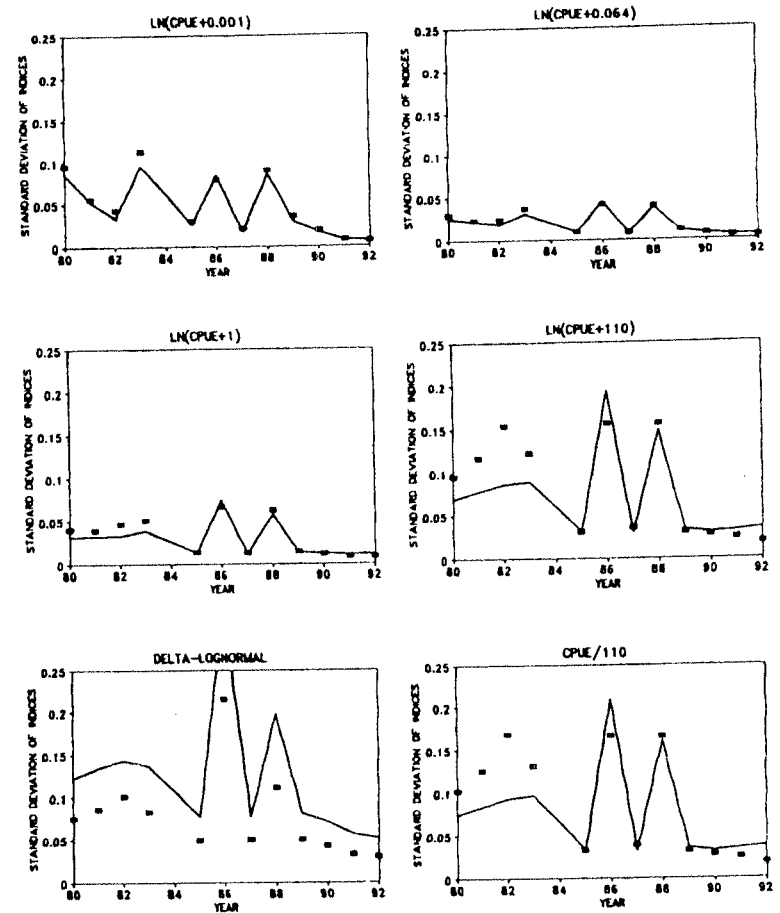 LN(CPUE+0.001)
STANDARD DEVIATION OF INDICES
0.25
0.2
0.15
0.1
0.05
0
80 82 84 86 88 90 92
YEAR
LN(CPUE+0.064)
STANDARD DEVIATION OF INDICES
0.25
0.2
0.15
0.1
0.05
0
80 82 84 86 88 90 92
YEAR
LN(CPUE+1)
STANDARD DEVIATION OF INDICES
0.25
0.2
0.15
0.1
0.05
0
80 82 84 86 88 90 92
YEAR
LN(CPUE+110)
STANDARD DEVIATION OF INDICES
0.25
0.2
0.15
0.1
0.05
0
80 82 84 86 88 90 92
YEAR
DELTA-LOGNORMAL
STANDARD DEVIATION OF INDICES
0.25
0.2
0.15
0.1
0.05
0
80 82 84 86 88 90 92
YEAR
CPUE/110
STANDARD DEVIATION OF INDICES
0.25
0.2
0.15
0.1
0.05
0
80 82 84 86 88 90 92
YEAR